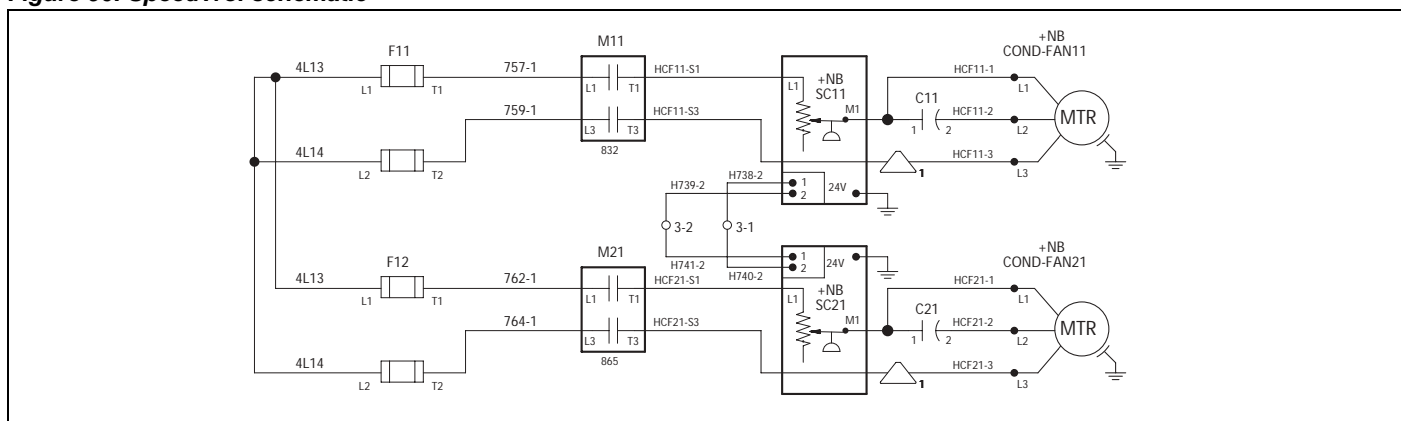 +NB
COND-FAN11
F11
M11
4L13
757-1
HCF11-S1
+NB
SC11
HCF11-1
L1
T1
L1
T1
L1
M1
C11
L1
759-1
HCF11-S3
HCF11-2
MTR
1
2
L2
L3
T3
4L14
832
HCF11-3
1
L2
T2
L3
H738-2
H739-2
1
2
24V
3-2
3-1
+NB
COND-FAN21
F12
M21
H741-2
H740-2
1
2
24V
4L13
762-1
HCF21-S1
+NB
SC21
HCF21-1
L1
T1
L1
T1
L1
M1
C21
L1
764-1
HCF21-S3
HCF21-2
MTR
1
2
L2
L3
T3
4L14
865
HCF21-3
1
L2
T2
L3